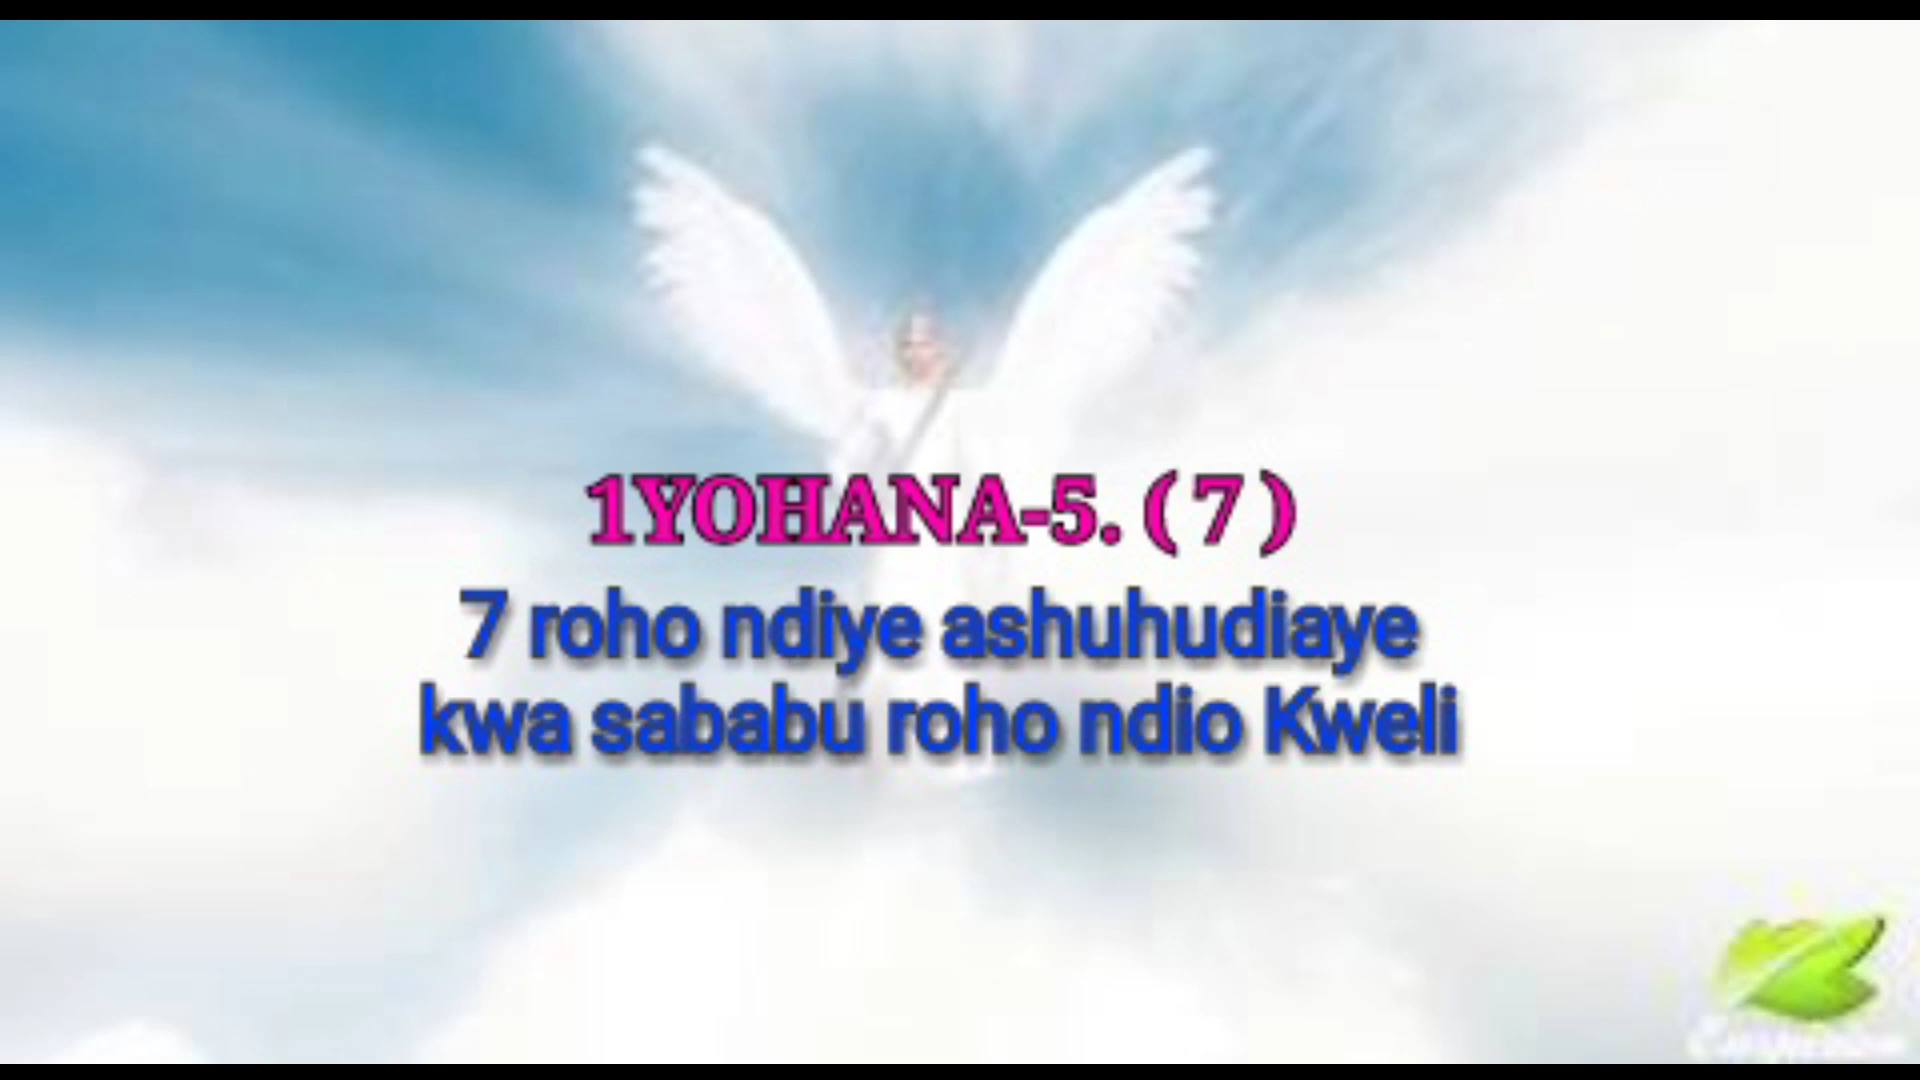 1YOHANA-5. ( 7 )
7 roho ndiye ashuhudiaye
kwa sababu roho ndio Kweli